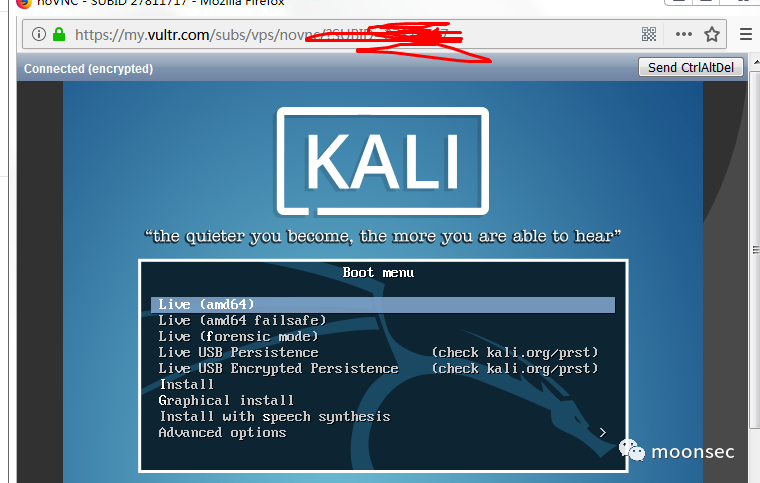 noVNC - SUBID 27811717 - Mozilla Firefox
https://my.vultr.com/subs/vps/novnc/?SUBID
Connected (encrypted)
Send CtrlAltDel
KALI
“the quieter you become, the more you are able to hear”
Boot menu
Live (amd64)
Live (amd64 failsafe)
Live (forensic mode)
Live USB Persistence (check kali.org/prst)
Live USB Encrypted Persistence (check kali.org/prst)
Install
Graphical install
Install with speech synthesis
Advanced options >
moonsec